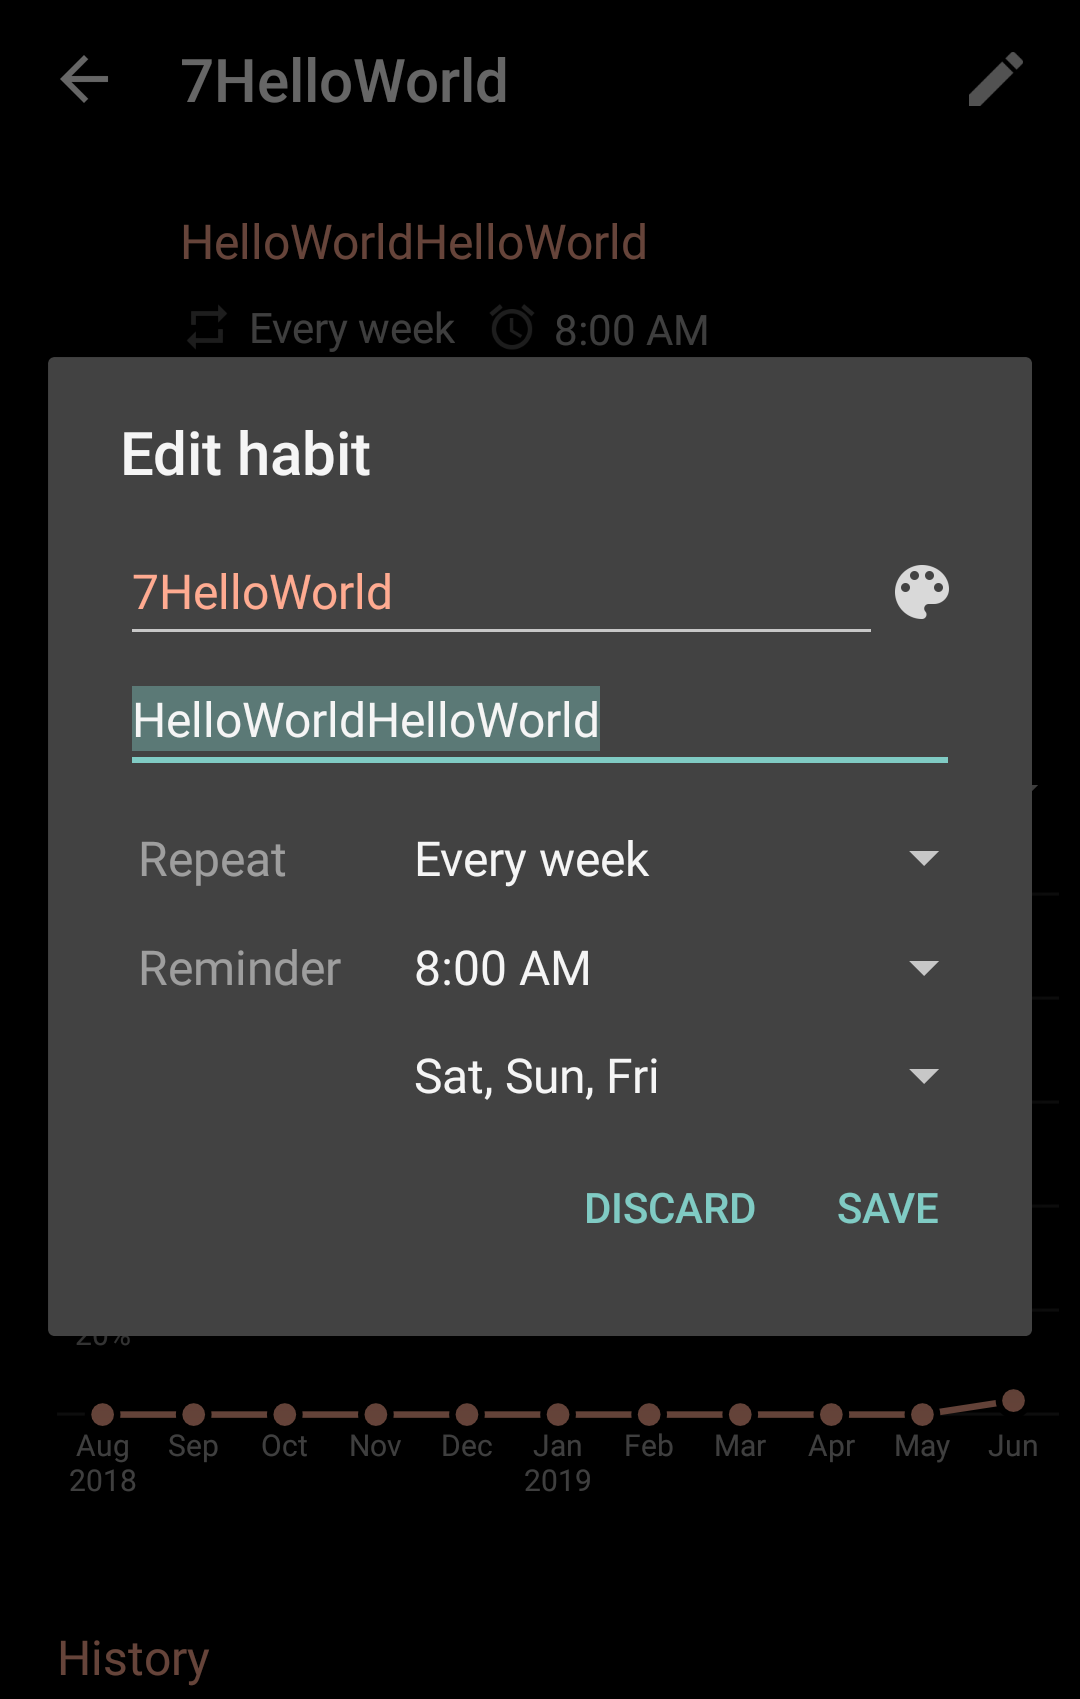 7HelloWorld
HelloWorldHelloWorld
Every week 8:00 AM
Edit habit
7HelloWorld
HelloWorldHelloWorld
Repeat Every week
Reminder 8:00 AM
Sat, Sun, Fri
DISCARD SAVE
20%
Aug Sep Oct Nov Dec Jan Feb Mar Apr May Jun
2018 2019
History